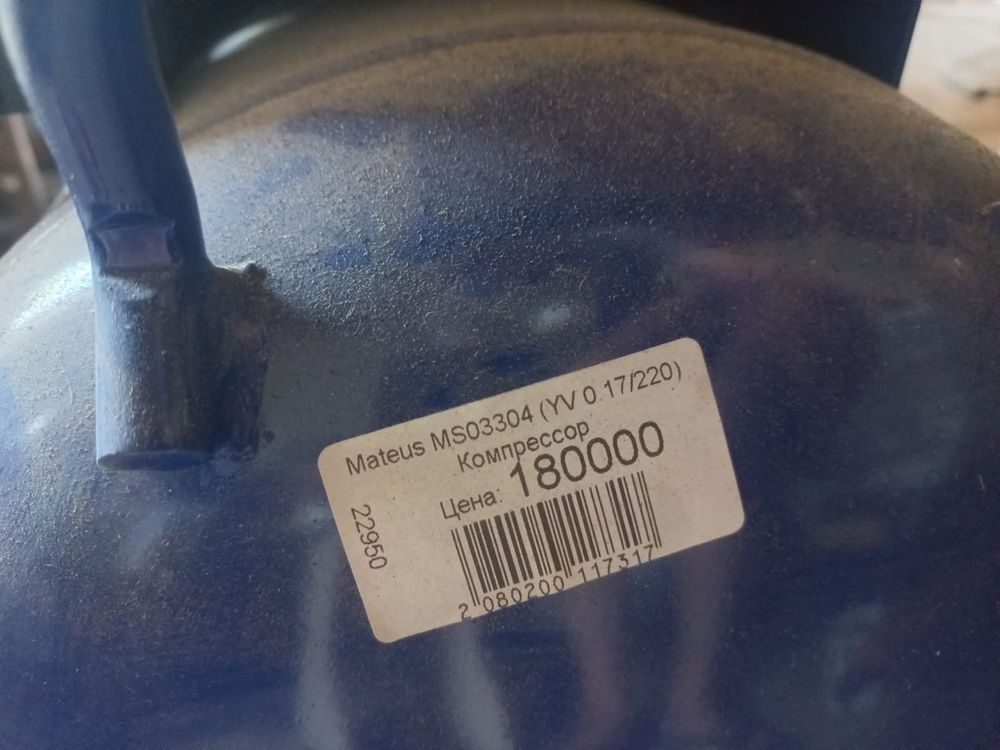 Mateus MS03304 (YV 0.17/220)
Компрессор
Цена: 180000
22950
2 080200 117317